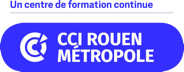 Un centre de formation continue
CCI ROUEN
MÉTROPOLE